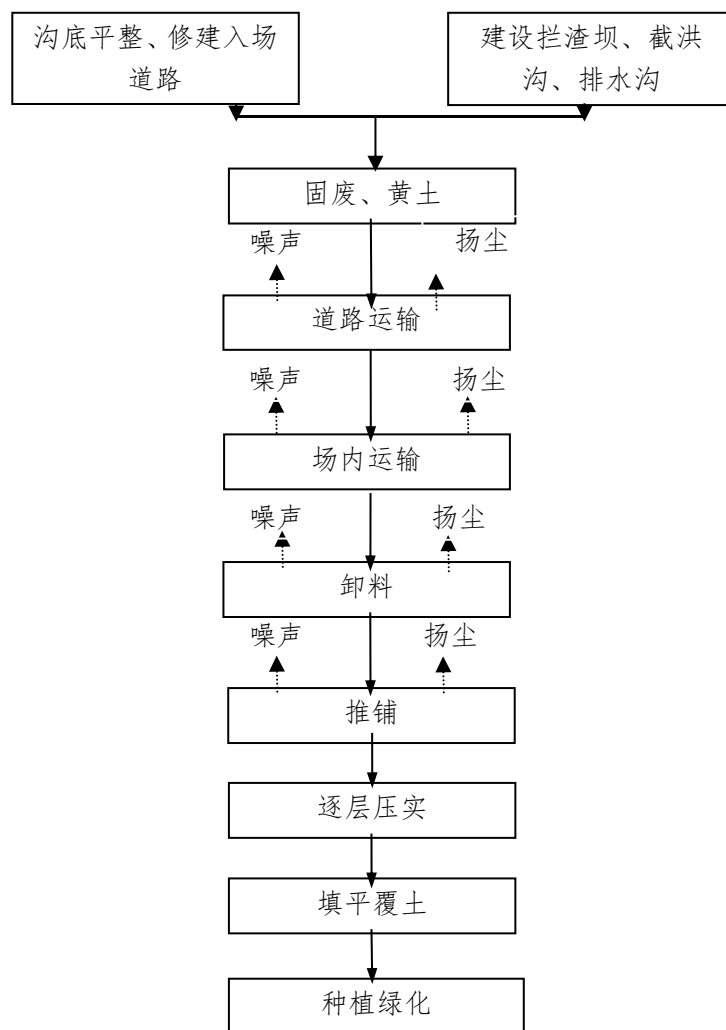 沟底平整、修建入场
道路
建设拦渣坝、截洪
沟、排水沟
固废、黄土
噪声
扬尘
道路运输
噪声
扬尘
场内运输
噪声
扬尘
卸料
噪声
扬尘
推铺
逐层压实
填平覆土
种植绿化